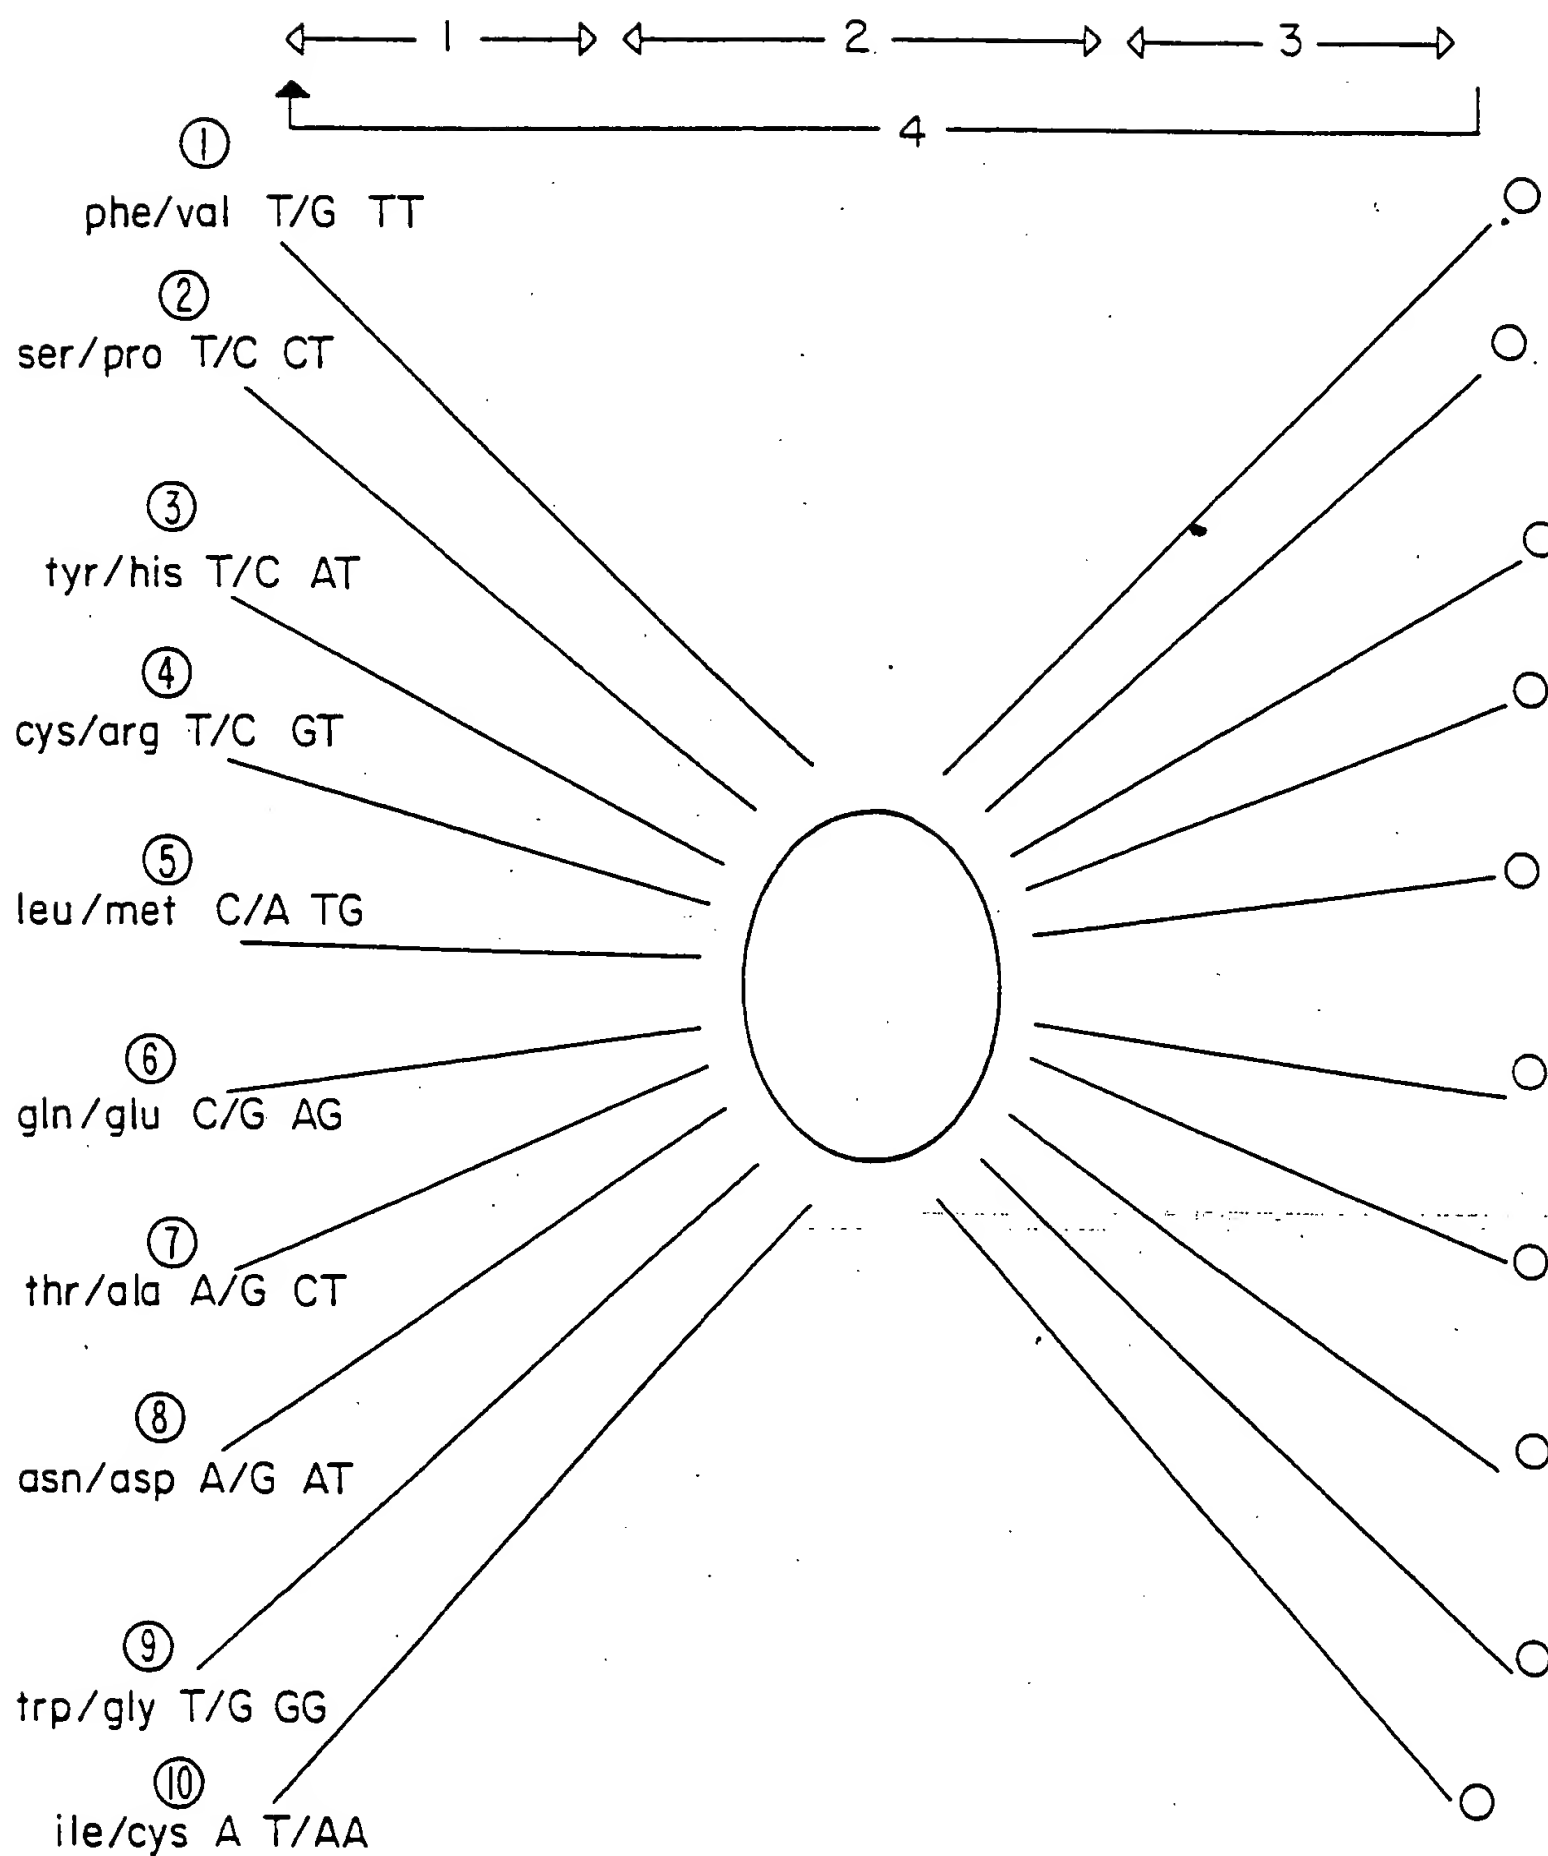 1 2 3
4
1
phe/val T/G TT
2
ser/pro T/C CT
3
tyr/his T/C AT
4
cys/arg T/C GT
5
leu/met C/A TG
6
gln/glu C/G AG
7
thr/ala A/G CT
8
asn/asp A/G AT
9
trp/gly T/G GG
10
ile/cys A T/AA